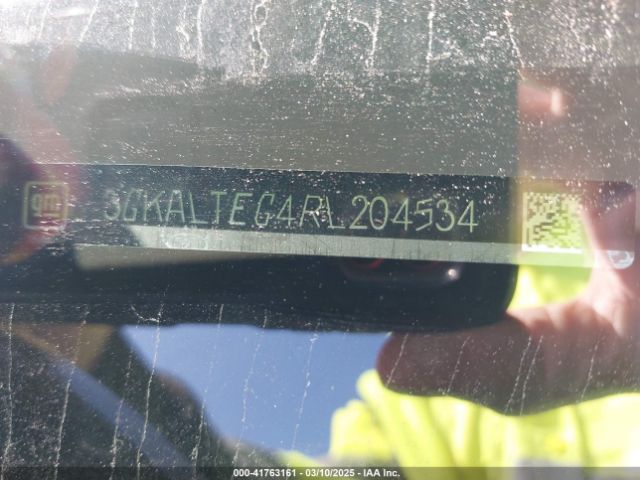 gm 3GKALTEG4RL204534
000-41763161 - 03/10/2025 - IAA Inc.